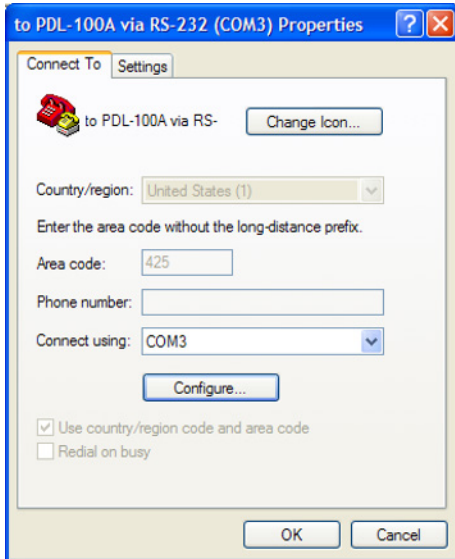 to PDL-100A via RS-232 (COM3) Properties
Connect To Settings
to PDL-100A via RS- Change Icon...
Country/region: United States (1)
Enter the area code without the long-distance prefix.
Area code: 425
Phone number:
Connect using: COM3
Configure...
Use country/region code and area code
Redial on busy
OK Cancel